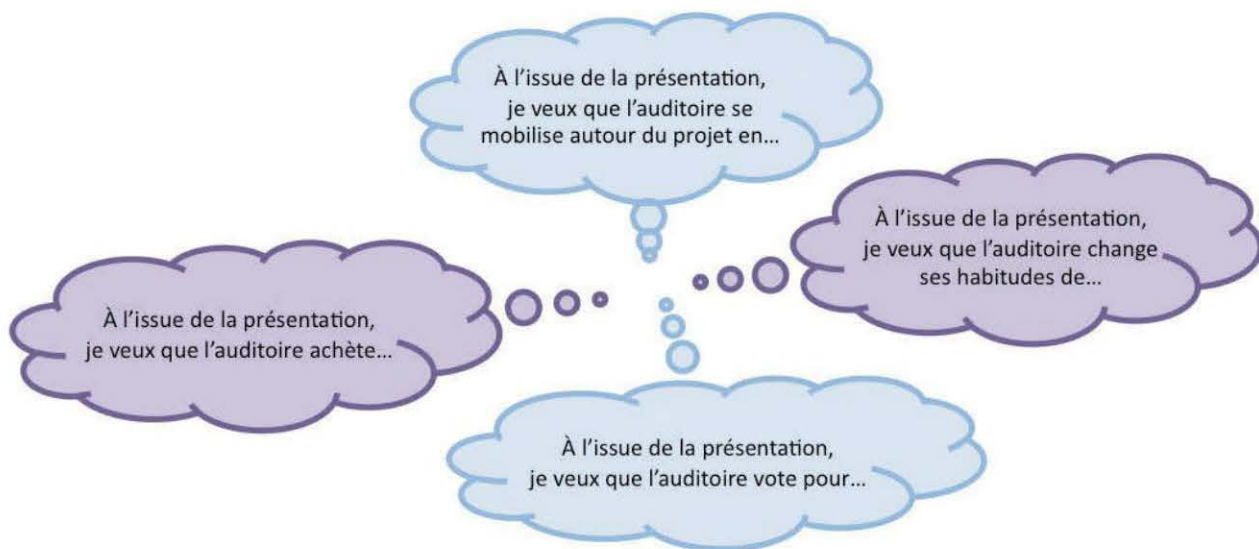 À l’issue de la présentation,
je veux que l’auditoire se
mobilise autour du projet en…
À l’issue de la présentation,
je veux que l’auditoire change
ses habitudes de…
À l’issue de la présentation,
je veux que l’auditoire achète…
À l’issue de la présentation,
je veux que l’auditoire vote pour…